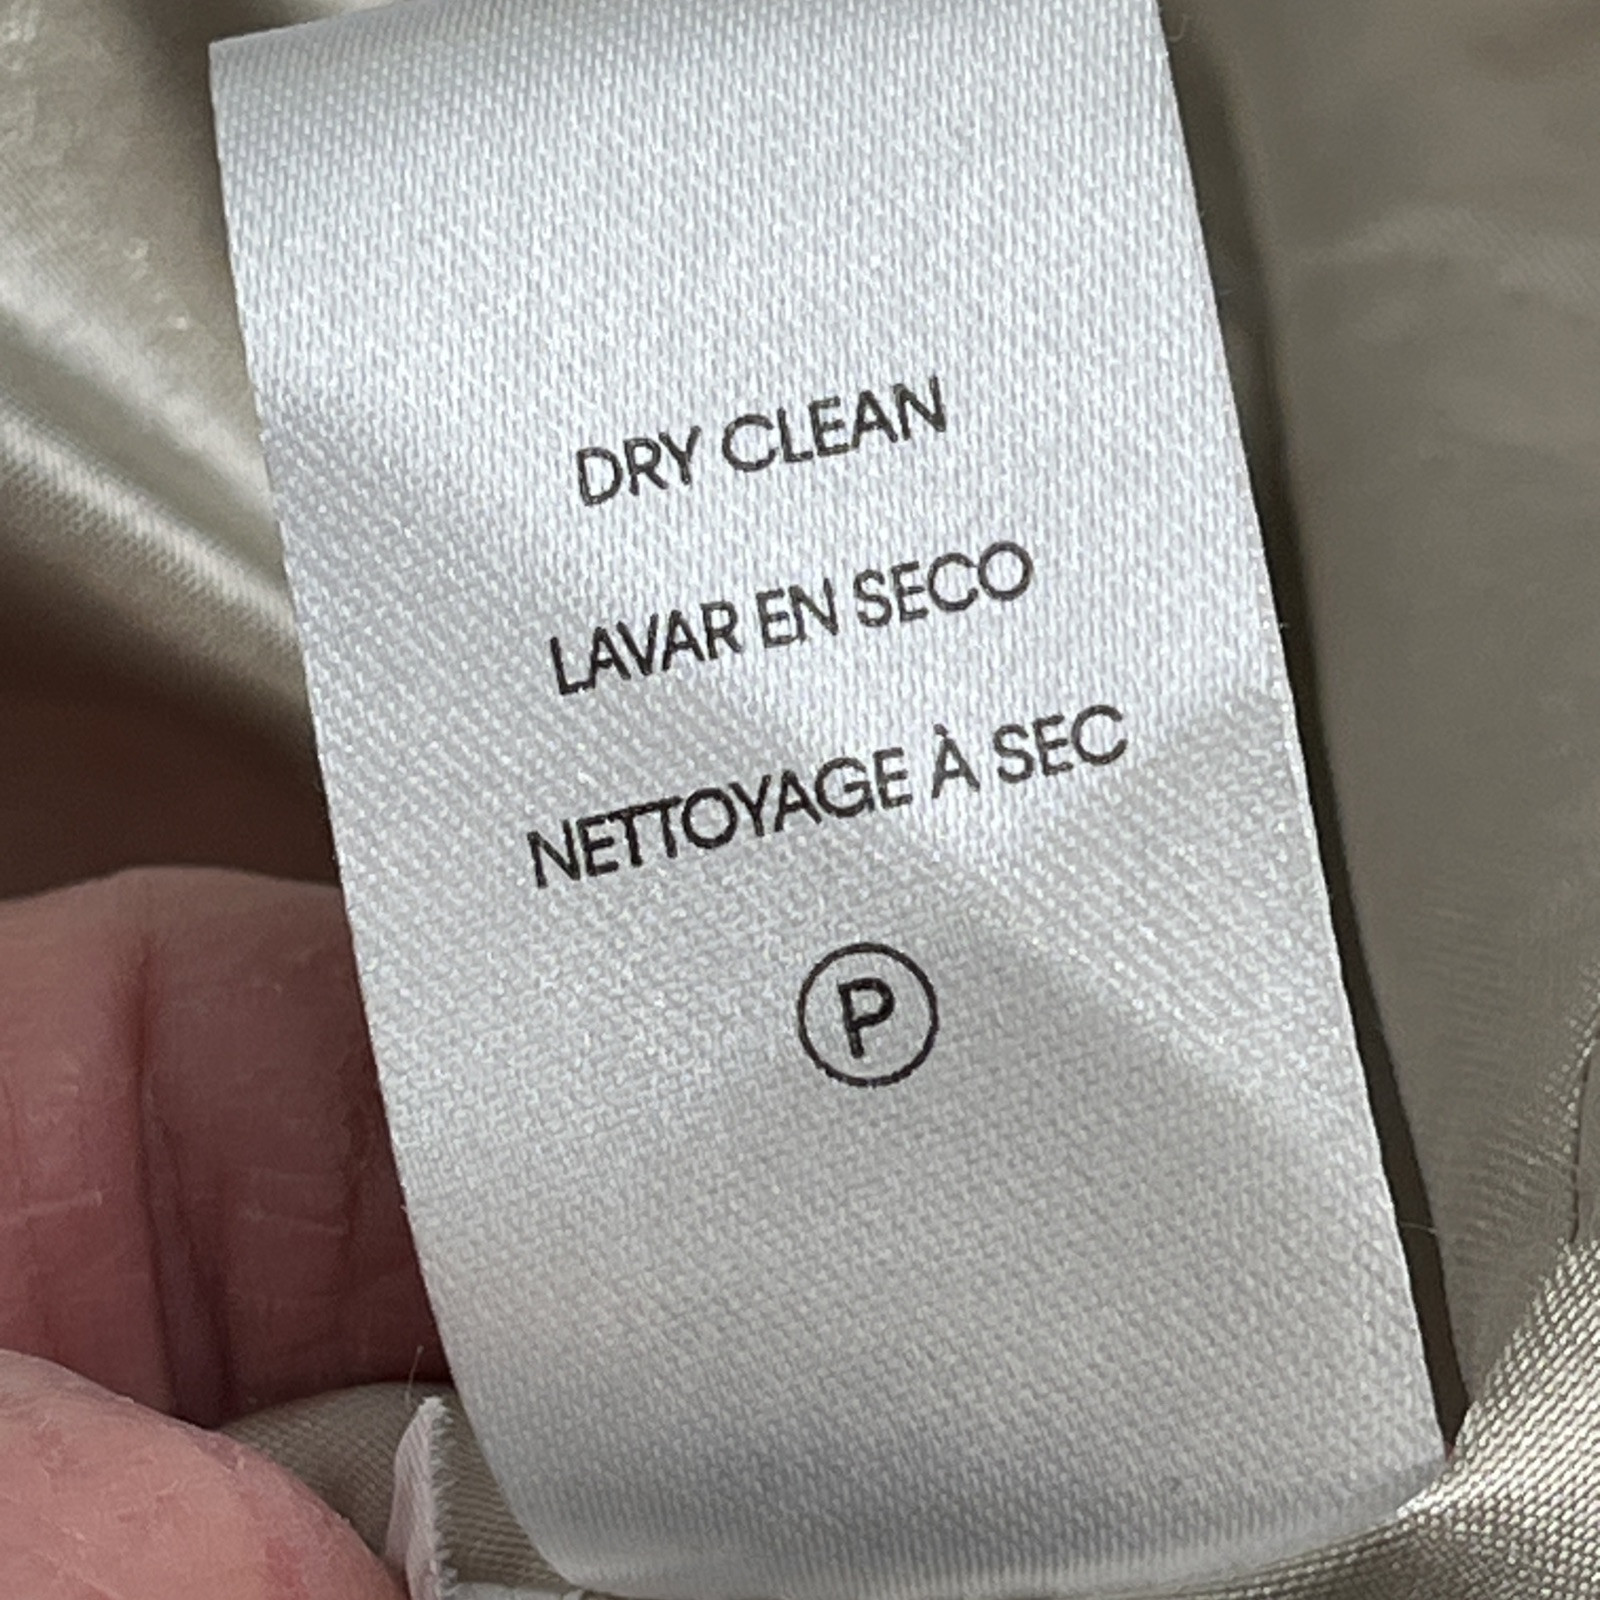 DRY CLEAN
LAVAR EN SECO
NETTOYAGE À SEC
P